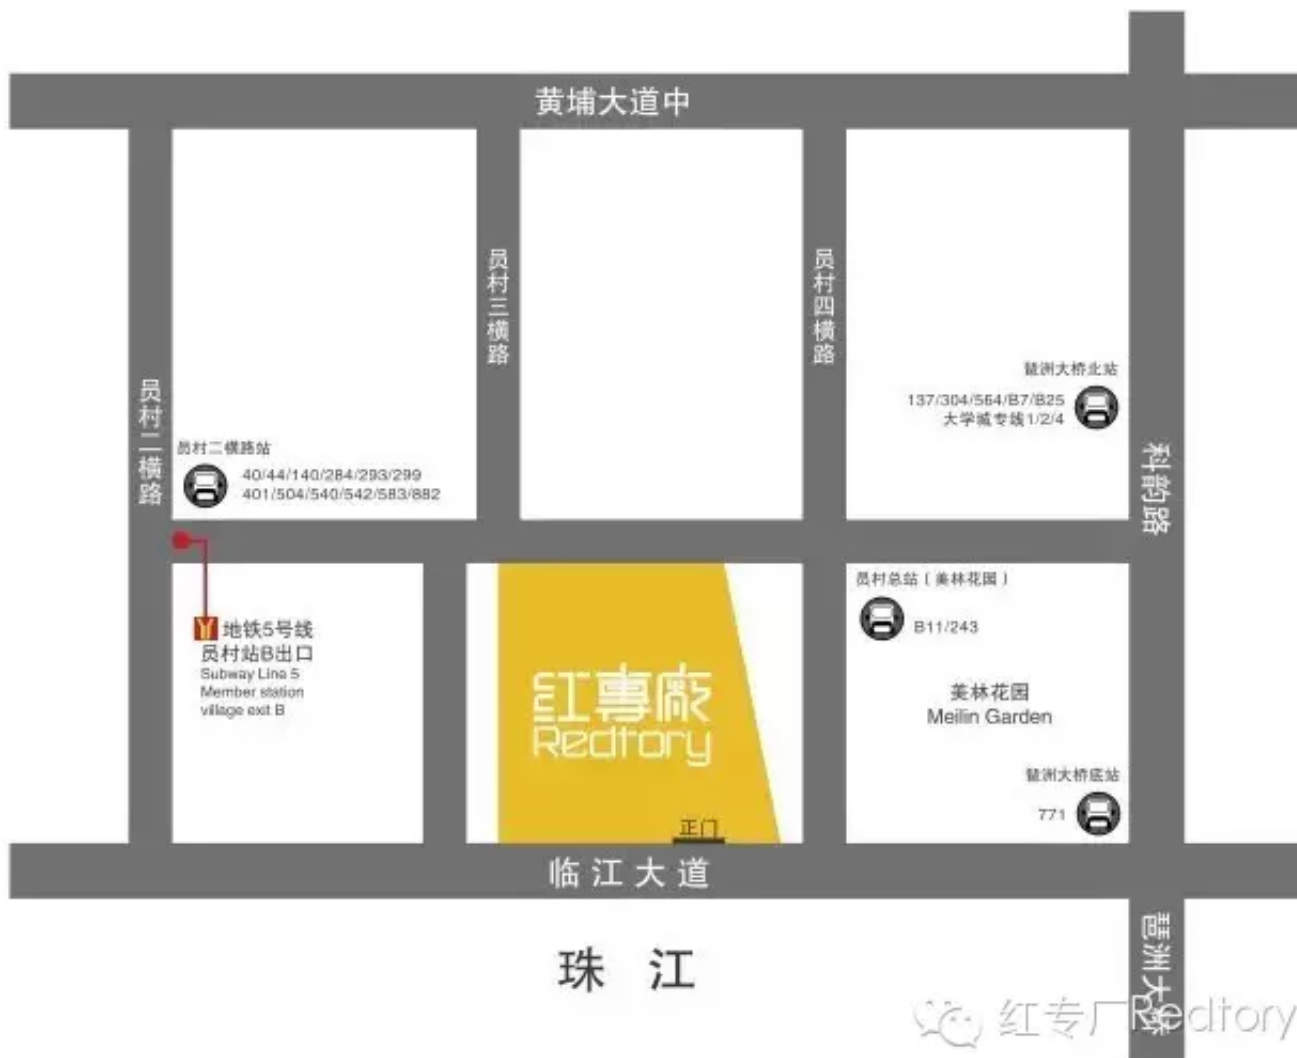 黄埔大道中
员村三横路
员村四横路
琶洲大桥北站
137/304/564/B7/B25
大学城专线1/2/4
员村二横路
员村二横路站
40/44/140/284/293/299
401/504/540/542/583/882
科韵路
地铁5号线
员村站B出口
Subway Line 5
Member station
village exit B
红專廠
Redtory
正门
员村总站(美林花园)
B11/243
美林花园
Meilin Garden
琶洲大桥底站
771
临江大道
珠江
琶洲大桥
红专厂Redtory